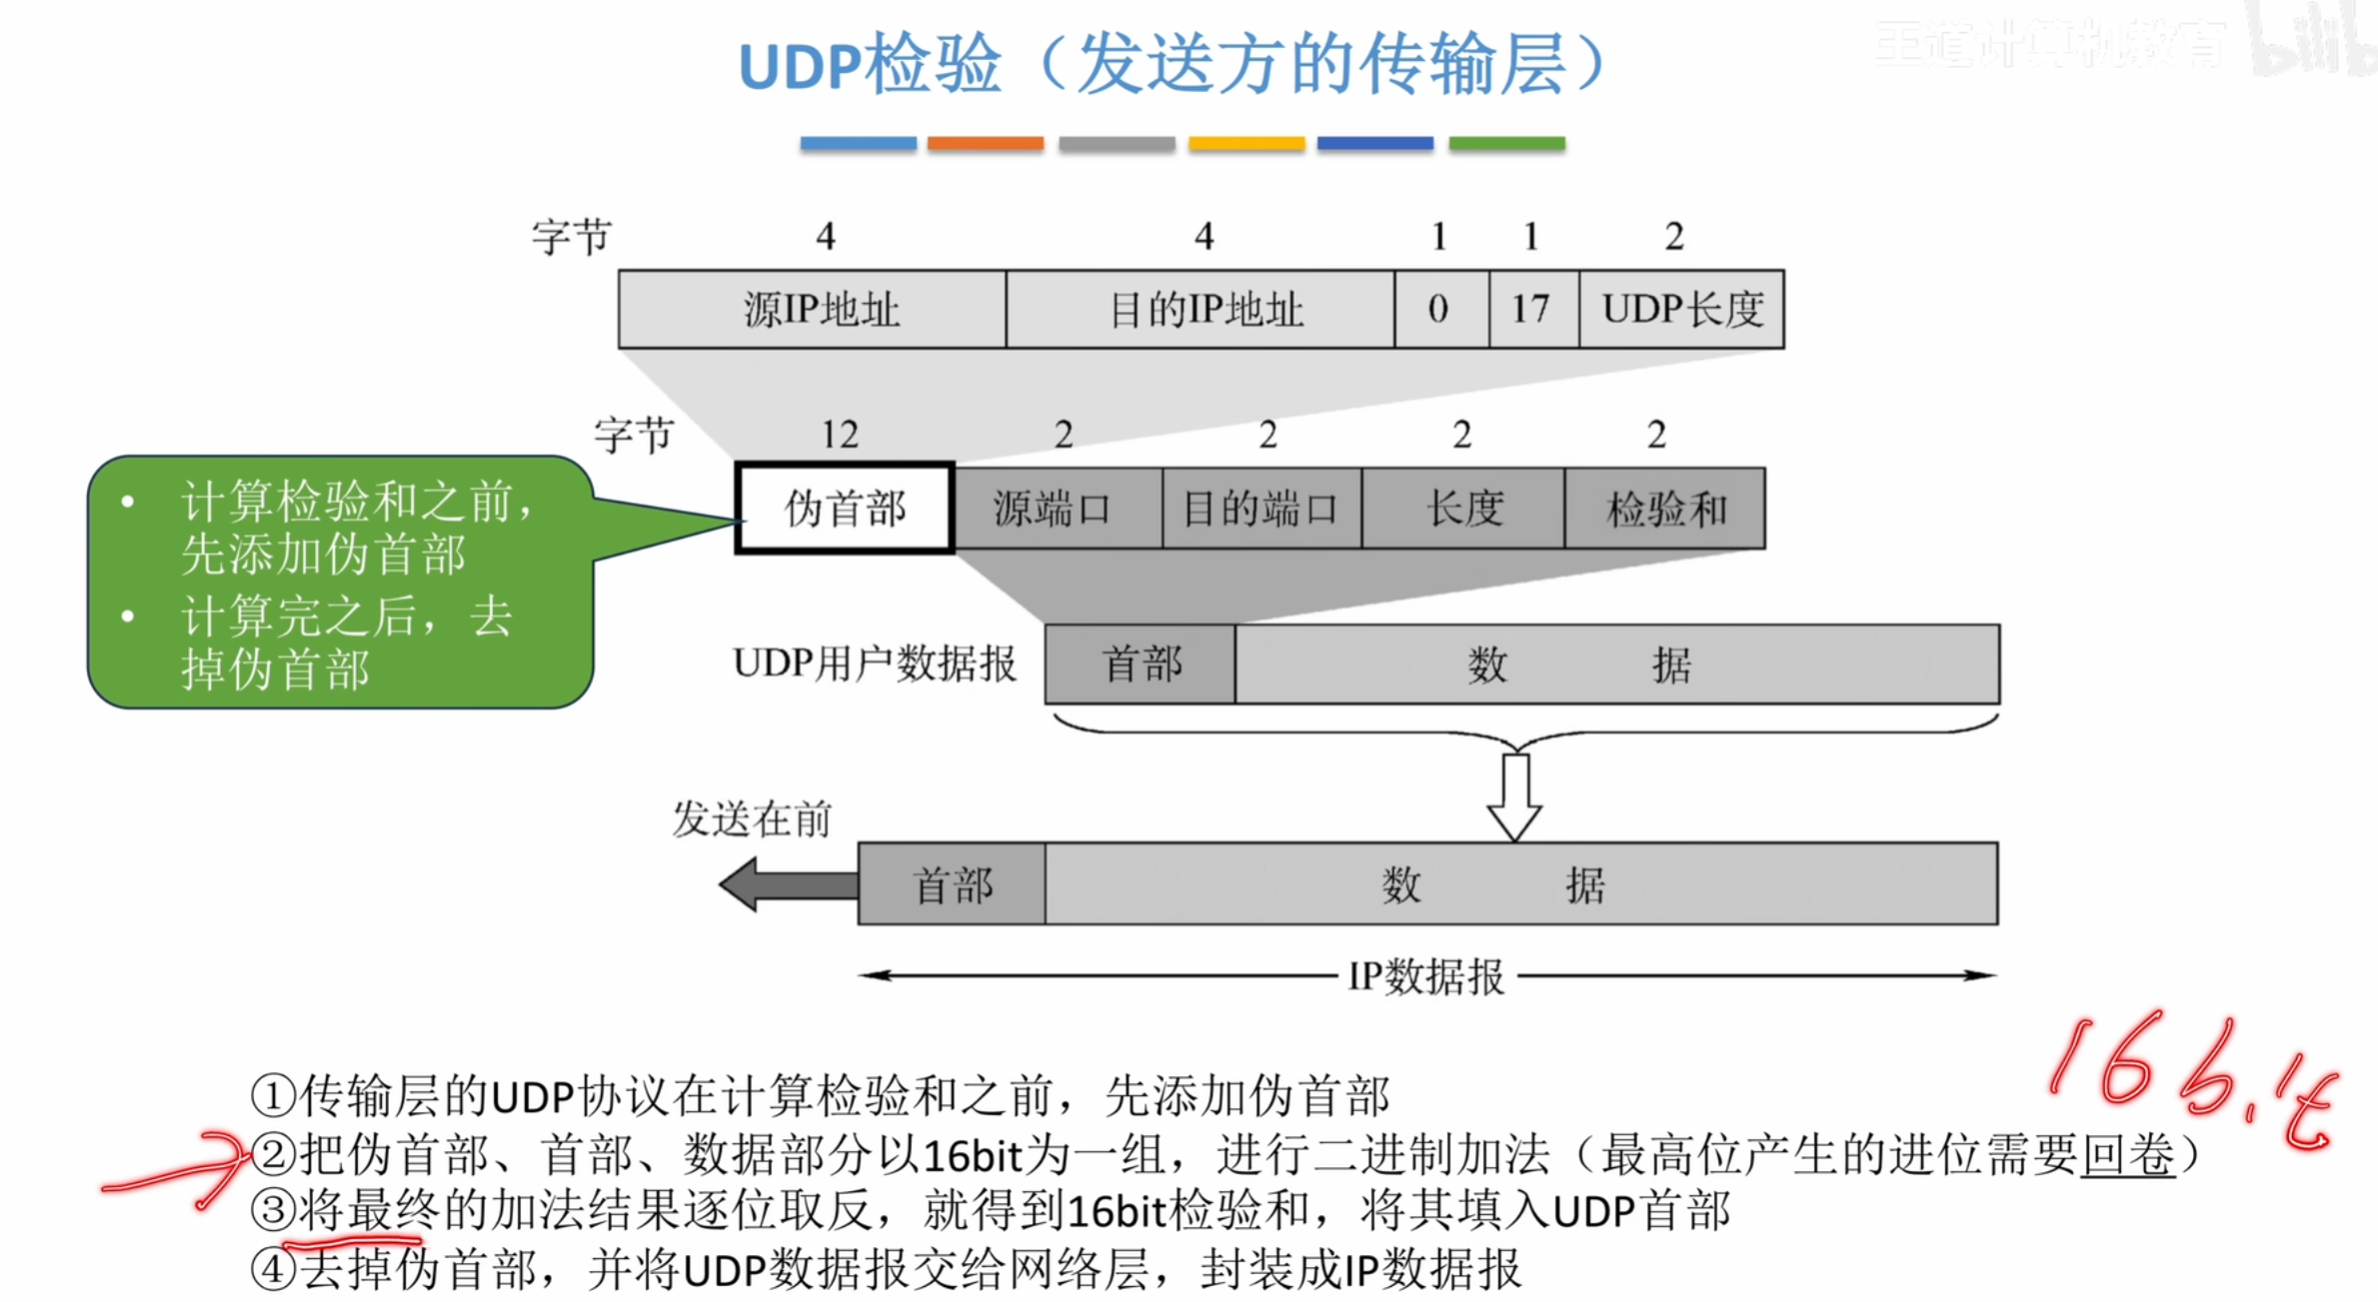 王道计算机教育 bilib
UDP检验（发送方的传输层）
字节 4 4 1 1 2
源IP地址 目的IP地址 0 17 UDP长度
字节 12 2 2 2 2
伪首部 源端口 目的端口 长度 检验和
• 计算检验和之前，
先添加伪首部
• 计算完之后，去
掉伪首部
UDP用户数据报 首部 数 据
发送在前
首部 数 据
IP数据报
16bit
①传输层的UDP协议在计算检验和之前，先添加伪首部
②把伪首部、首部、数据部分以16bit为一组，进行二进制加法（最高位产生的进位需要回卷）
③将最终的加法结果逐位取反，就得到16bit检验和，将其填入UDP首部
④去掉伪首部，并将UDP数据报交给网络层，封装成IP数据报